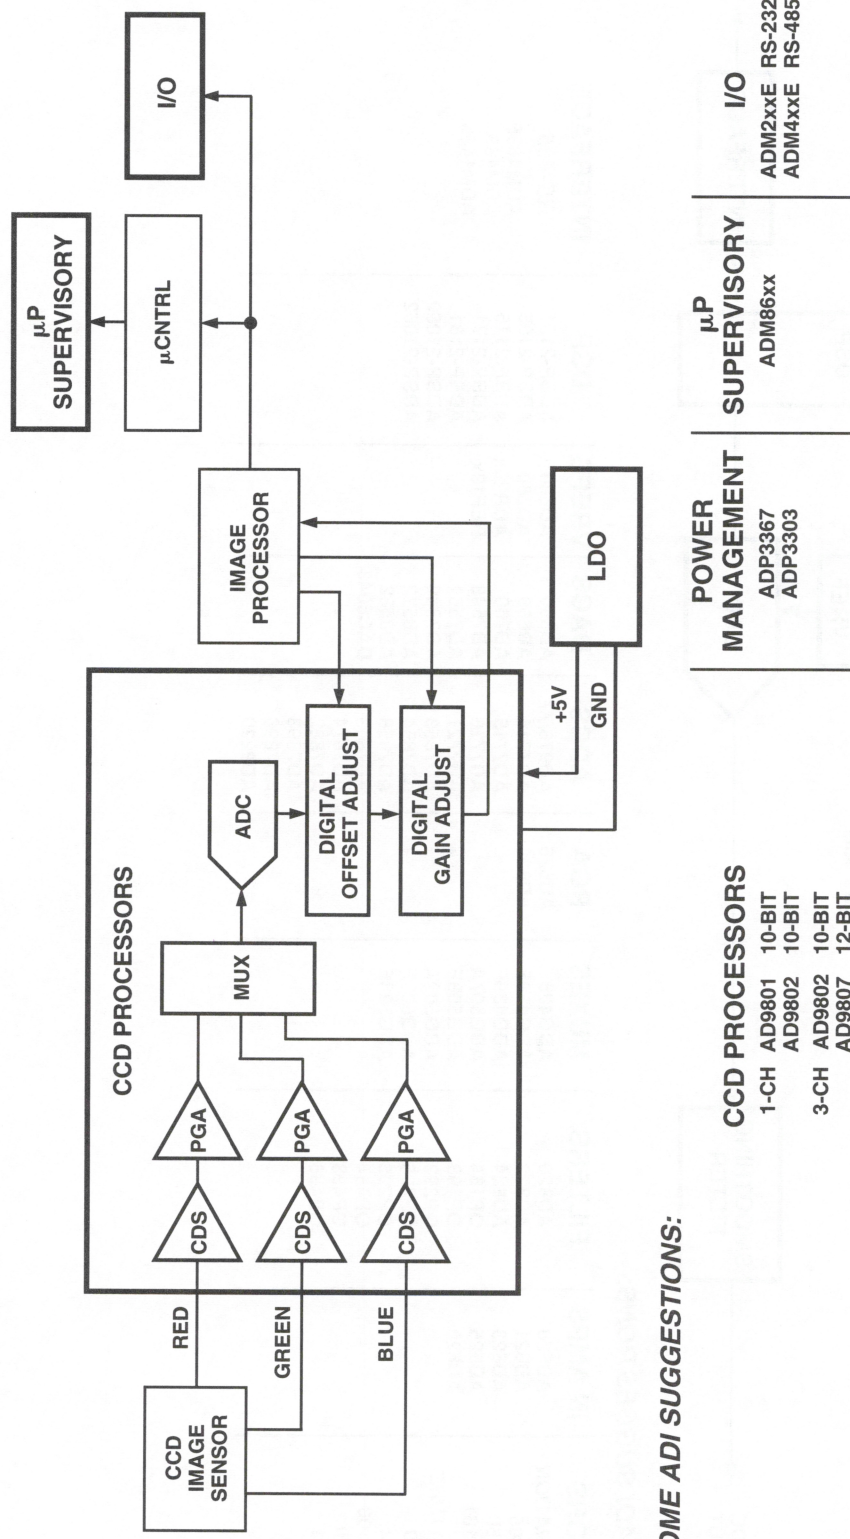 CCD
IMAGE
SENSOR
RED
GREEN
BLUE
CCD PROCESSORS
CDS
PGA
CDS
PGA
CDS
PGA
MUX
ADC
DIGITAL
OFFSET ADJUST
DIGITAL
GAIN ADJUST
+5V
GND
LDO
IMAGE
PROCESSOR
µP
SUPERVISORY
µCNTRL
I/O
OME ADI SUGGESTIONS:
CCD PROCESSORS
1-CH AD9801 10-BIT
AD9802 10-BIT
3-CH AD9802 10-BIT
AD9807 12-BIT
POWER
MANAGEMENT
ADP3367
ADP3303
µP
SUPERVISORY
ADM86xx
I/O
ADM2xxE RS-232
ADM4xxE RS-485